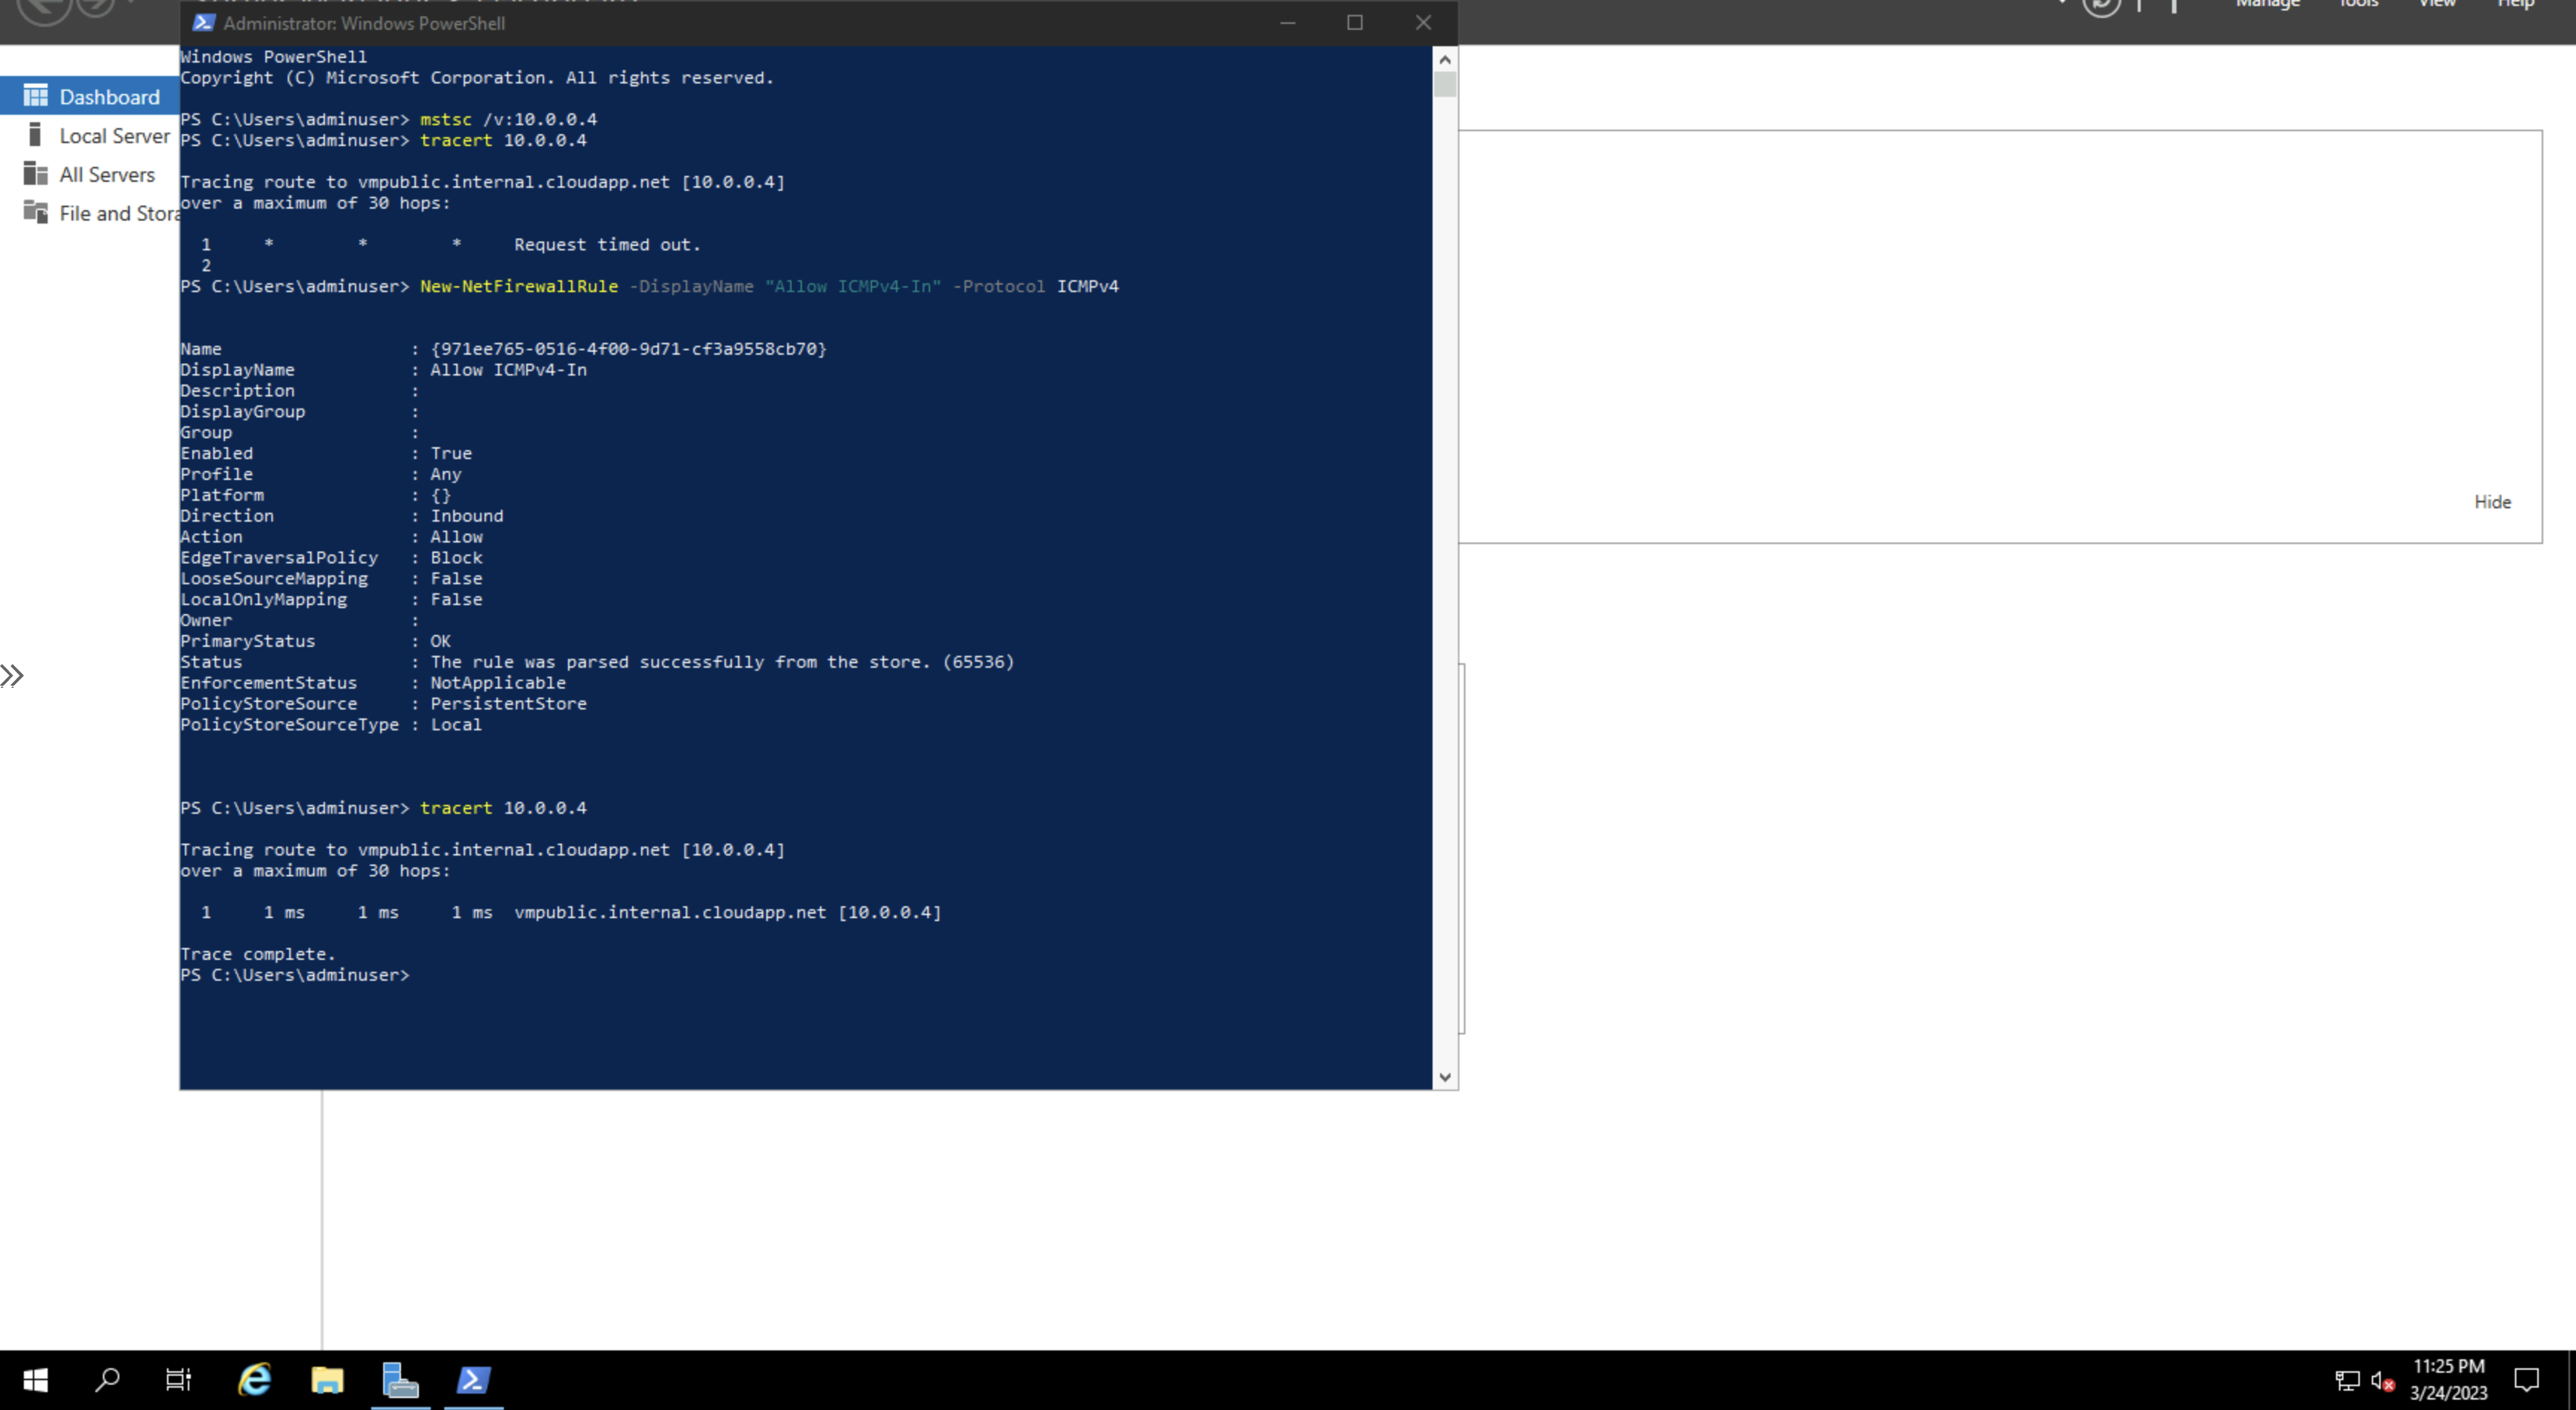 Manage Tools View Help
Administrator: Windows PowerShell
Windows PowerShell
Copyright (C) Microsoft Corporation. All rights reserved.
Dashboard
Local Server
All Servers
File and Stora
PS C:\Users\adminuser> mstsc /v:10.0.0.4
PS C:\Users\adminuser> tracert 10.0.0.4
Tracing route to vmpublic.internal.cloudapp.net [10.0.0.4]
over a maximum of 30 hops:
1 * * * Request timed out.
2
PS C:\Users\adminuser> New-NetFirewallRule -DisplayName "Allow ICMPv4-In" -Protocol ICMPv4
Name : {971ee765-0516-4f00-9d71-cf3a9558cb70}
DisplayName : Allow ICMPv4-In
Description :
DisplayGroup :
Group :
Enabled : True
Profile : Any
Platform : {}
Direction : Inbound
Action : Allow
EdgeTraversalPolicy : Block
LooseSourceMapping : False
LocalOnlyMapping : False
Owner :
PrimaryStatus : OK
Status : The rule was parsed successfully from the store. (65536)
EnforcementStatus : NotApplicable
PolicyStoreSource : PersistentStore
PolicyStoreSourceType : Local
PS C:\Users\adminuser> tracert 10.0.0.4
Tracing route to vmpublic.internal.cloudapp.net [10.0.0.4]
over a maximum of 30 hops:
1 1 ms 1 ms 1 ms vmpublic.internal.cloudapp.net [10.0.0.4]
Trace complete.
PS C:\Users\adminuser>
Hide
11:25 PM
3/24/2023